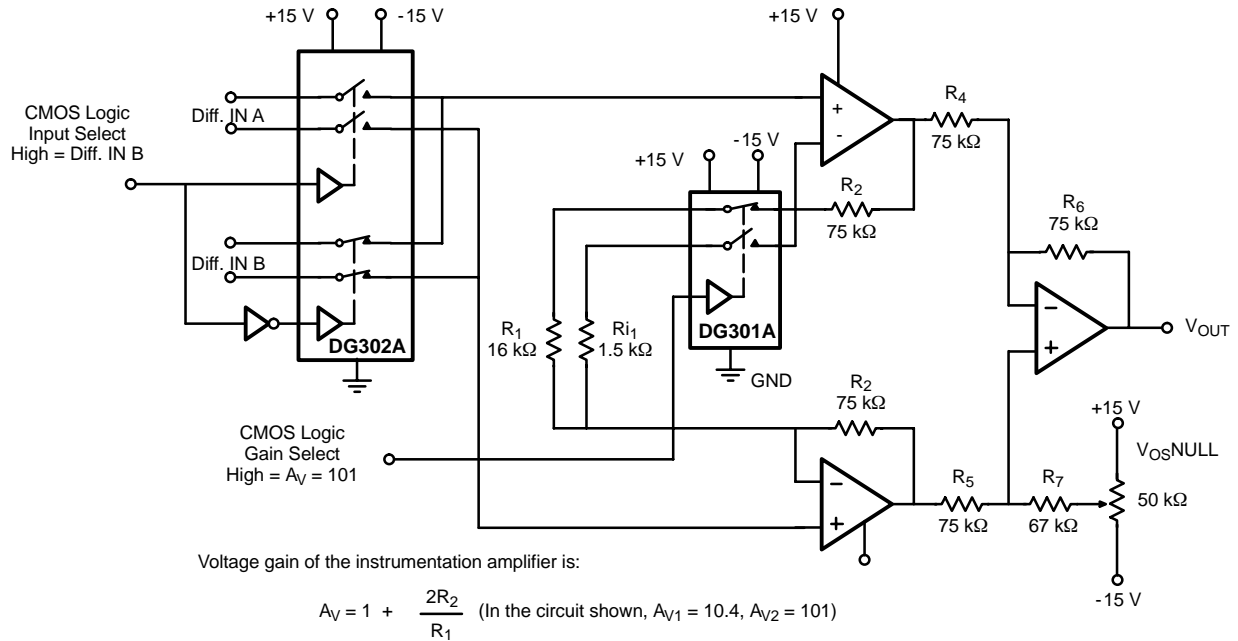 +15 V
-15 V
+15 V
CMOS Logic
Input Select
High = Diff. IN B
Diff. IN A
Diff. IN B
DG302A
+
-
R4
75 kΩ
+15 V
-15 V
R2
75 kΩ
R6
75 kΩ
R1
16 kΩ
Ri1
1.5 kΩ
DG301A
GND
−
+
VOUT
R2
75 kΩ
+15 V
VOSNULL
CMOS Logic
Gain Select
High = AV = 101
−
+
R5
75 kΩ
R7
67 kΩ
50 kΩ
-15 V
Voltage gain of the instrumentation amplifier is:
AV = 1 + 2R2 / R1 (In the circuit shown, AV1 = 10.4, AV2 = 101)